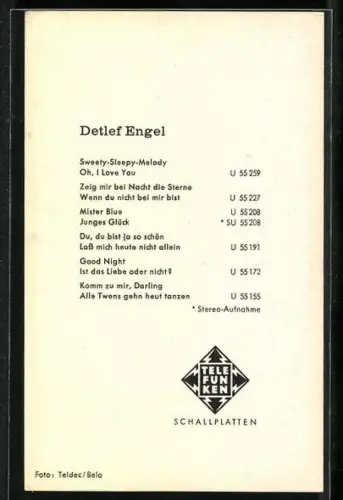 Detlef Engel
Sweety-Sleepy-Melody
Oh, I Love You U 55 259
Zeig mir bei Nacht die Sterne
Wenn du nicht bei mir bist U 55 227
Mister Blue U 55 208
Junges Glück * SU 55 208
Du, du bist ja so schön
Laß mich heute nicht allein U 55 191
Good Night
Ist das Liebe oder nicht? U 55 172
Komm zu mir, Darling
Alle Twens gehn heut tanzen U 55 155
* Stereo-Aufnahme
TELE
FUN
KEN
SCHALLPLATTEN
Foto: Teldec/Bela